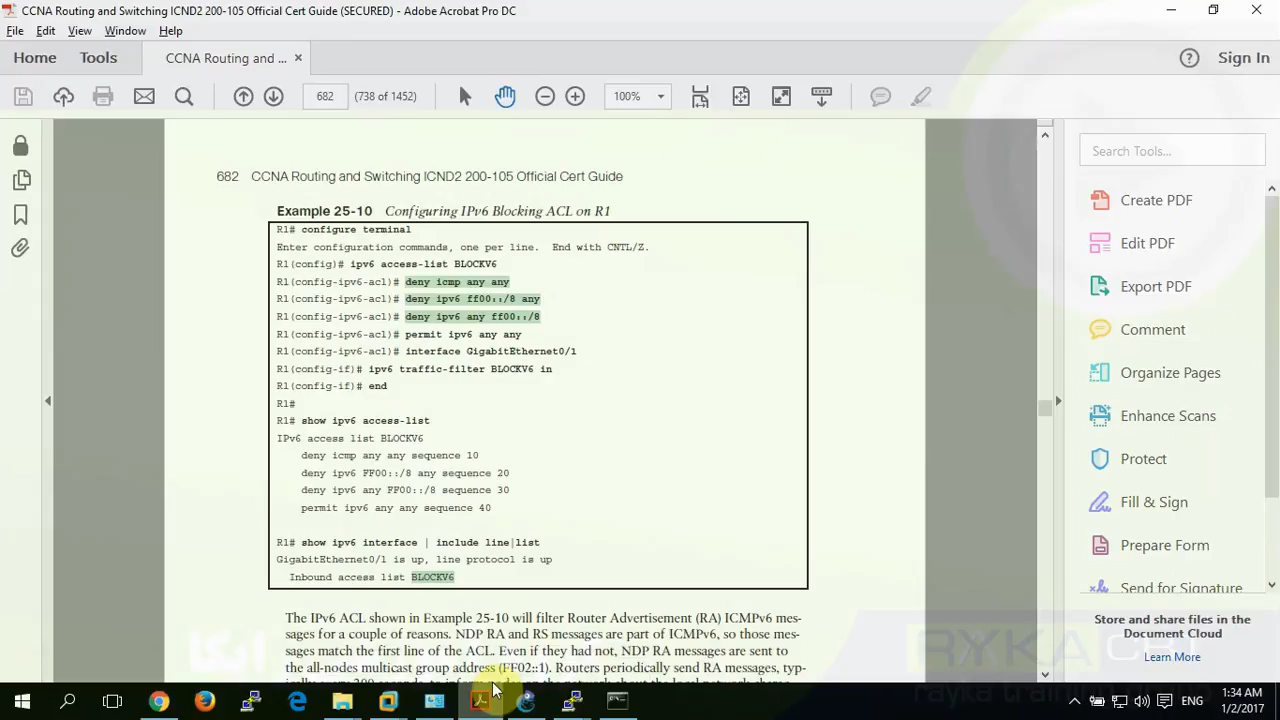 CCNA Routing and Switching ICND2 200-105 Official Cert Guide (SECURED) - Adobe Acrobat Pro DC
File Edit View Window Help
Home Tools CCNA Routing and ... × Sign In
682 (738 of 1452) 100%
682 CCNA Routing and Switching ICND2 200-105 Official Cert Guide
Example 25-10 Configuring IPv6 Blocking ACL on R1
R1# configure terminal
Enter configuration commands, one per line. End with CNTL/Z.
R1(config)# ipv6 access-list BLOCKV6
R1(config-ipv6-acl)# deny icmp any any
R1(config-ipv6-acl)# deny ipv6 ff00::/8 any
R1(config-ipv6-acl)# deny ipv6 any ff00::/8
R1(config-ipv6-acl)# permit ipv6 any any
R1(config-ipv6-acl)# interface GigabitEthernet0/1
R1(config-if)# ipv6 traffic-filter BLOCKV6 in
R1(config-if)# end
R1#
R1# show ipv6 access-list
IPv6 access list BLOCKV6
deny icmp any any sequence 10
deny ipv6 FF00::/8 any sequence 20
deny ipv6 any FF00::/8 sequence 30
permit ipv6 any any sequence 40
R1# show ipv6 interface | include line|list
GigabitEthernet0/1 is up, line protocol is up
Inbound access list BLOCKV6
The IPv6 ACL shown in Example 25-10 will filter Router Advertisement (RA) ICMPv6 mes-
sages for a couple of reasons. NDP RA and RS messages are part of ICMPv6, so those mes-
sages match the first line of the ACL. Even if they had not, NDP RA messages are sent to
the all-nodes multicast group address (FF02::1). Routers periodically send RA messages, typ-
Search Tools...
Create PDF
Edit PDF
Export PDF
Comment
Organize Pages
Enhance Scans
Protect
Fill & Sign
Prepare Form
Send for Signature
Store and share files in the
Document Cloud
Learn More
1:34 AM
1/2/2017